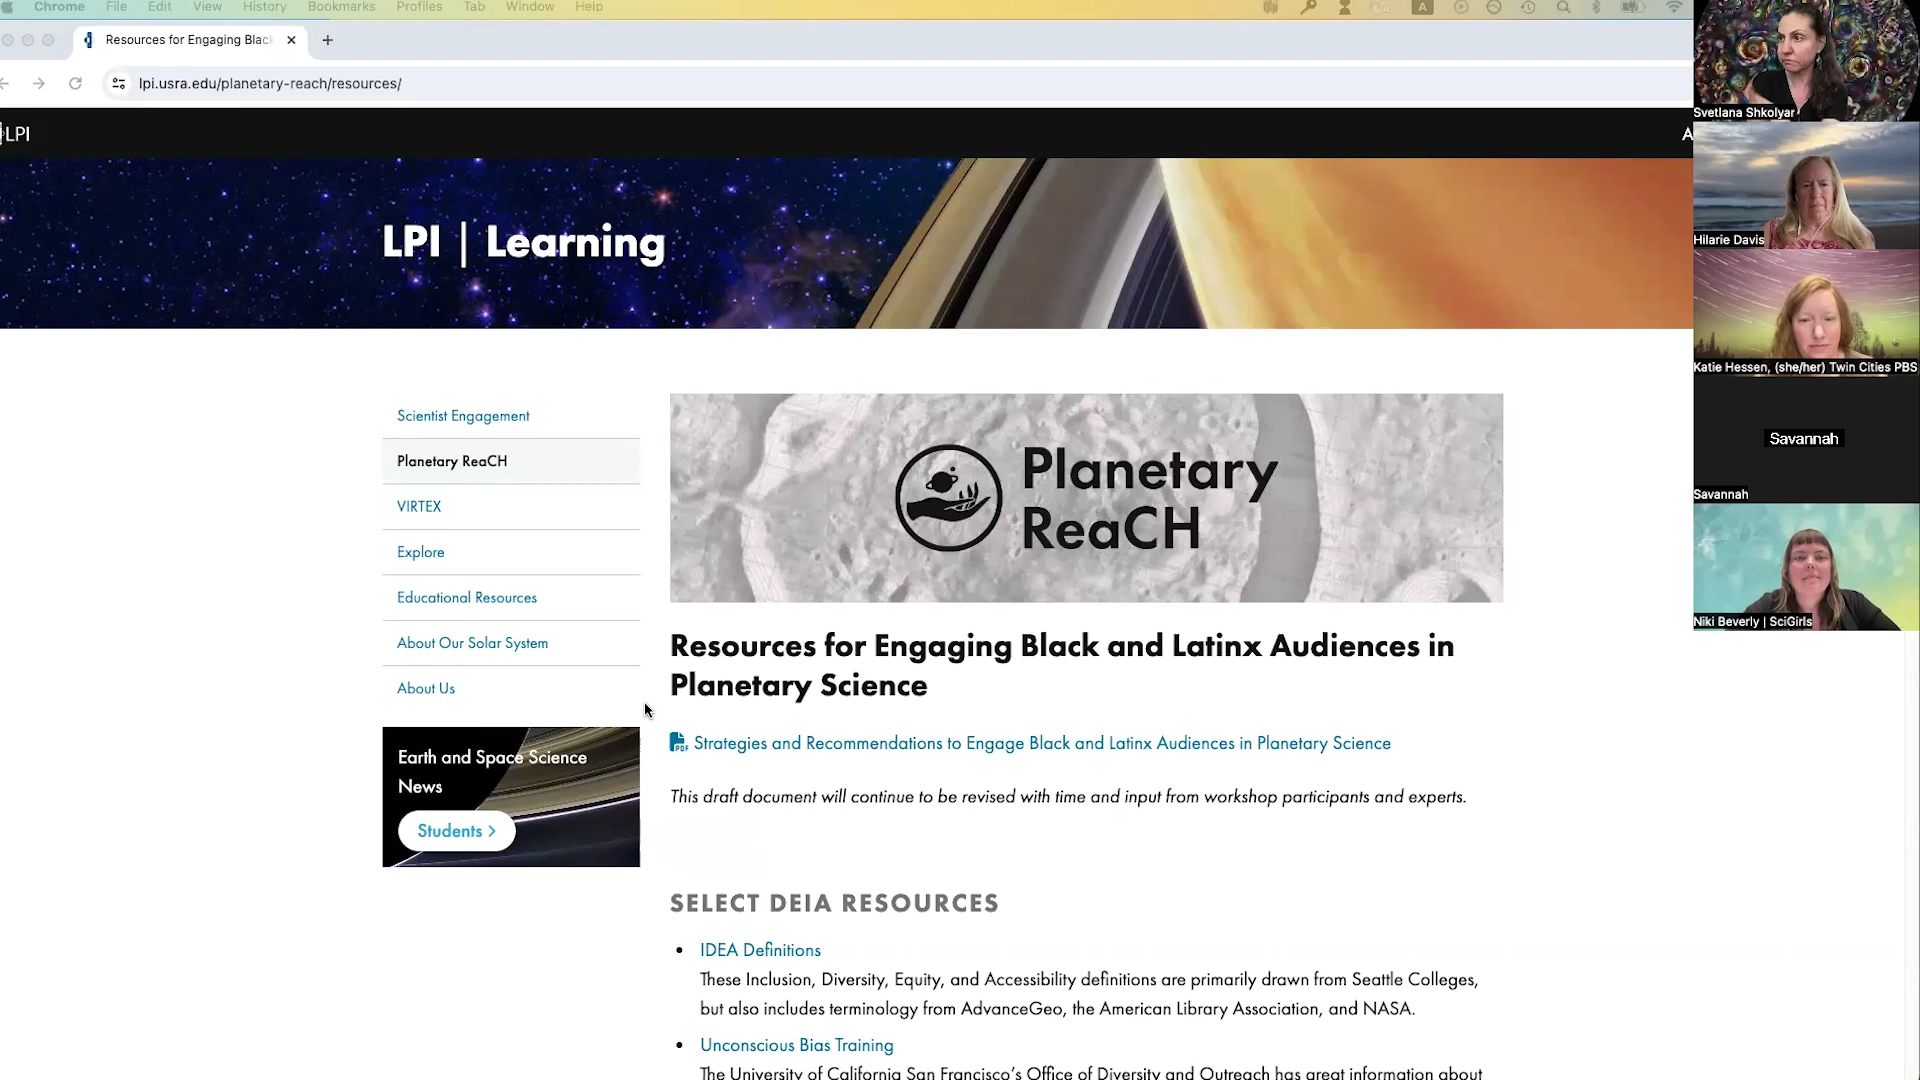 Chrome File Edit View History Bookmarks Profiles Tab Window Help
A
Resources for Engaging Blac
lpi.usra.edu/planetary-reach/resources/
LPI
A
LPI | Learning
Scientist Engagement
Planetary ReaCH
VIRTEX
Explore
Educational Resources
About Our Solar System
About Us
Earth and Space Science
News
Students >
Planetary
ReaCH
Resources for Engaging Black and Latinx Audiences in
Planetary Science
PDF Strategies and Recommendations to Engage Black and Latinx Audiences in Planetary Science
This draft document will continue to be revised with time and input from workshop participants and experts.
SELECT DEIA RESOURCES
• IDEA Definitions
These Inclusion, Diversity, Equity, and Accessibility definitions are primarily drawn from Seattle Colleges,
but also includes terminology from AdvanceGeo, the American Library Association, and NASA.
• Unconscious Bias Training
The University of California San Francisco's Office of Diversity and Outreach has great information about
Svetlana Shkolyar
Hilarie Davis
Katie Hessen, (she/her) Twin Cities PBS
Savannah
Savannah
Niki Beverly | SciGirls